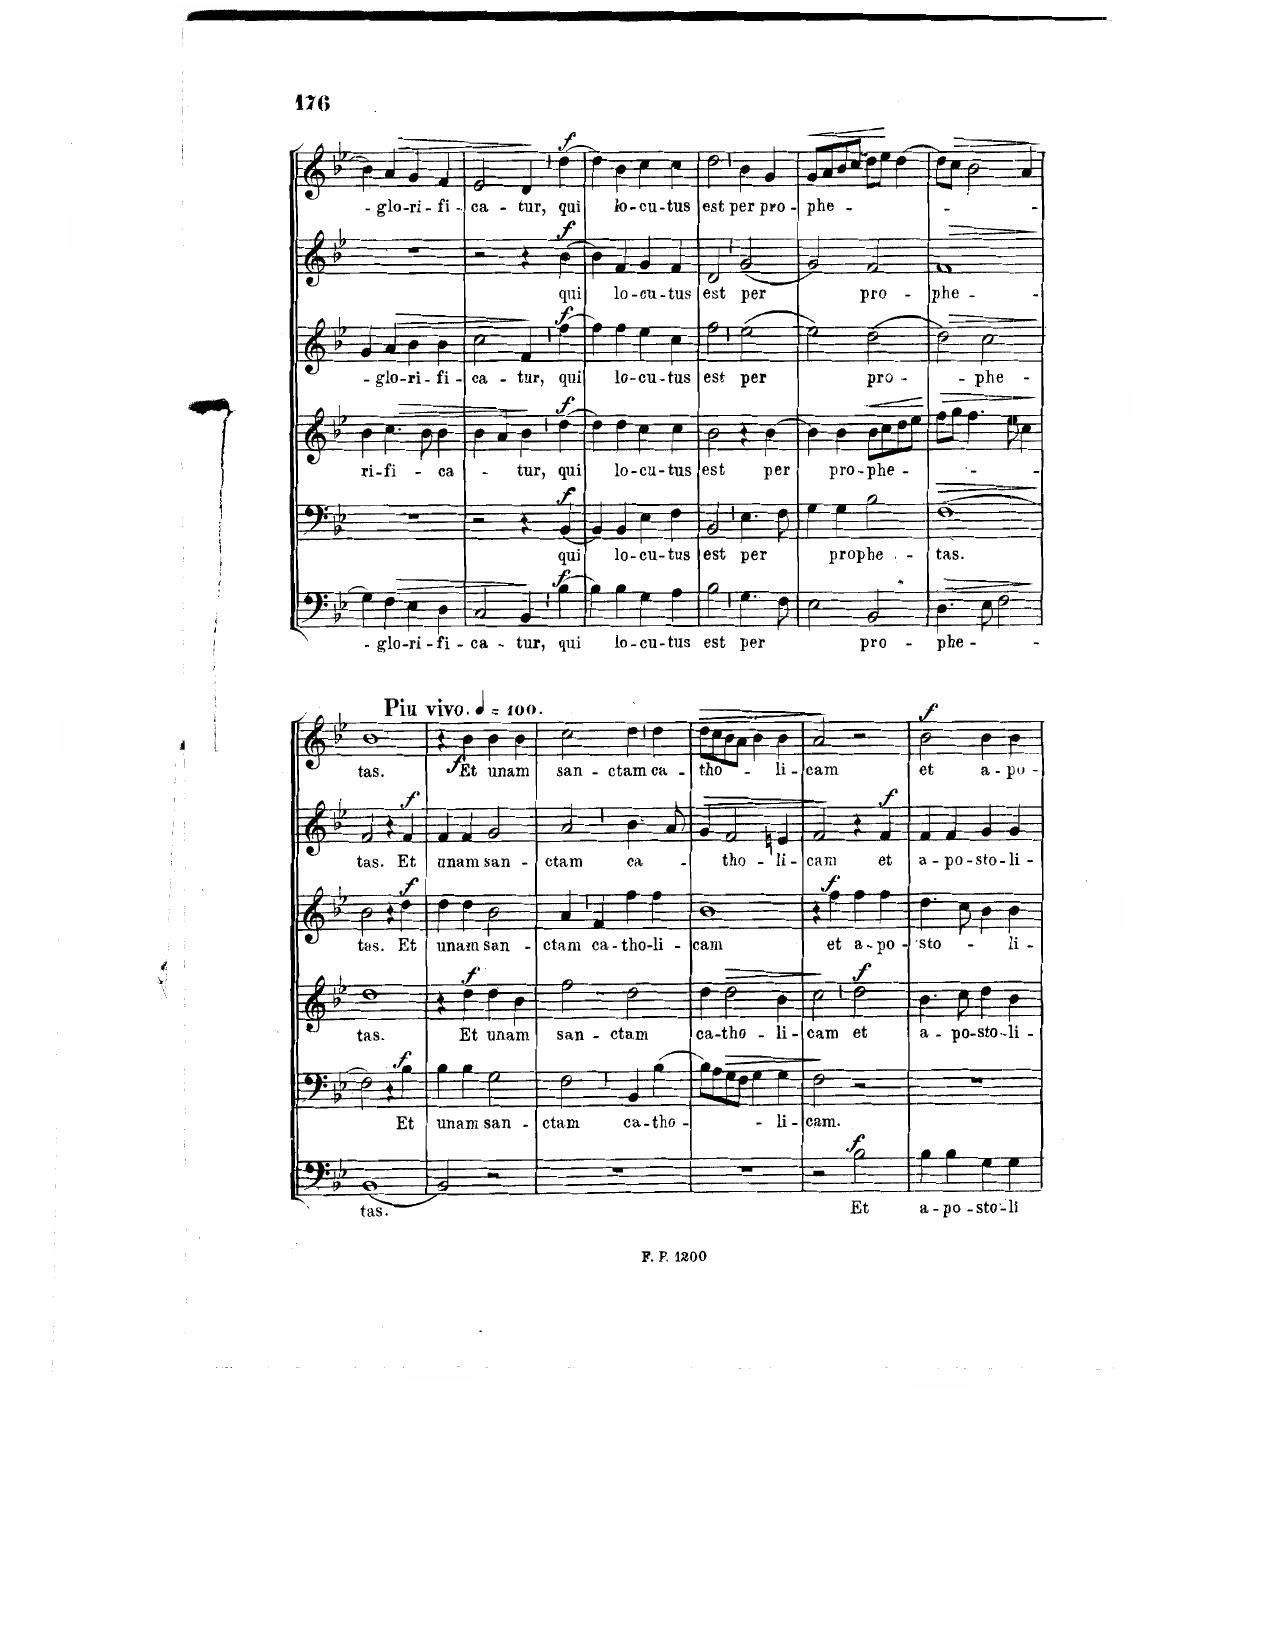 176
f
- glo-ri-fi-ca - tur, qui lo-cu-tus est per pro-phe - - -
f
qui lo-cu-tus est per pro - phe - -
f
- glo-ri-fi-ca - tur, qui lo-cu-tus est per pro - - phe -
f
ri-fi - ca - tur, qui lo-cu-tus est per pro-phe - - -
f
qui lo-cu-tus est per prophe - tas.
f
- glo-ri-fi-ca - tur, qui lo-cu-tus est per pro - phe - -
Piu vivo. ♩ = 100.
f
tas. f Et unam san - ctam ca - tho - - li-cam et a-po-
f f
tas. Et unam san - ctam ca - tho - li-cam et a-po-sto-li-
f f
tas. Et unam san - ctam ca-tho-li - cam et a-po-sto - li-
f f
tas. Et unam san - ctam ca-tho - li-cam et a - po-sto-li-
f
Et unam san - ctam ca-tho - - li-cam.
f
tas. Et a-po-sto-li
F. P. 1200